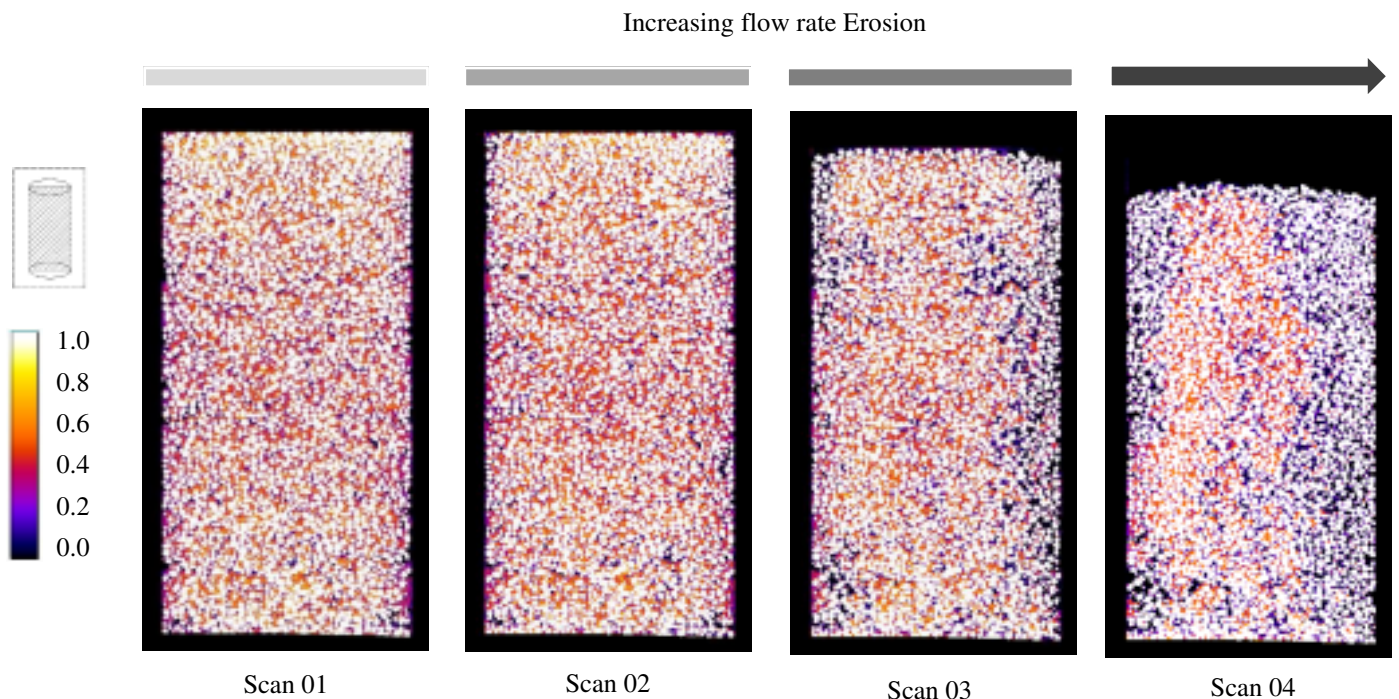 Increasing flow rate Erosion
1.0
0.8
0.6
0.4
0.2
0.0
Scan 01
Scan 02
Scan 03
Scan 04